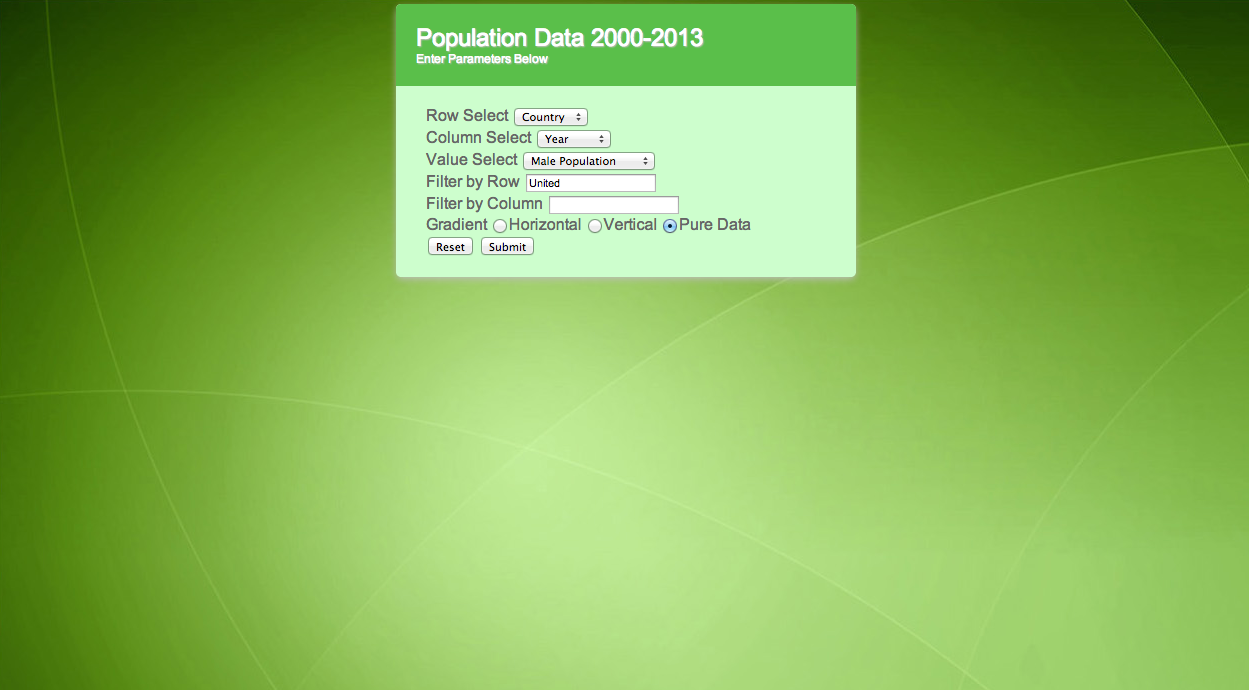 Population Data 2000-2013
Enter Parameters Below
Row Select Country
Column Select Year
Value Select Male Population
Filter by Row United
Filter by Column
Gradient Horizontal Vertical Pure Data
Reset Submit